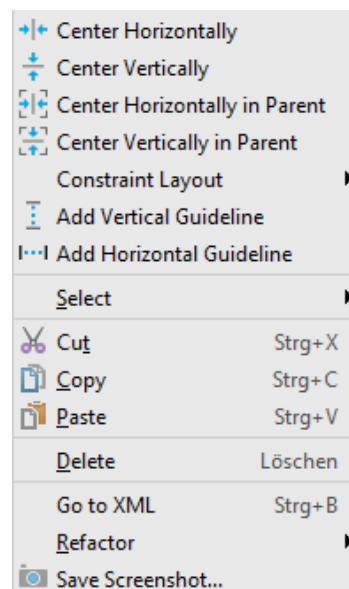 Center Horizontally
Center Vertically
Center Horizontally in Parent
Center Vertically in Parent
Constraint Layout
Add Vertical Guideline
Add Horizontal Guideline
Select
Cut Strg+X
Copy Strg+C
Paste Strg+V
Delete Löschen
Go to XML Strg+B
Refactor
Save Screenshot...